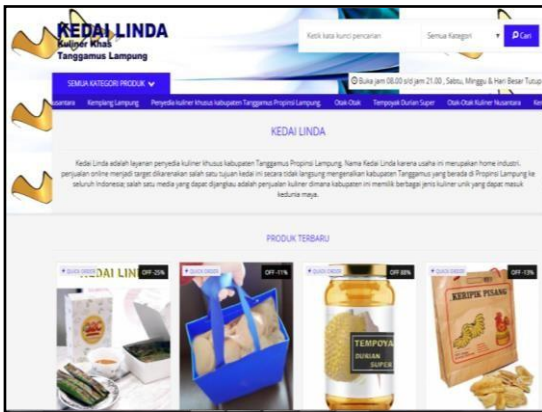 KEDAI LINDA
Kuliner Khas
Tanggamus Lampung
Ketik kata kunci pencarian
Semua Kategori
Cari
SEMUA KATEGORI PRODUK
Buka jam 08.00 s/d jam 21.00 , Sabtu, Minggu & Hari Besar Tutup
usantara Kemplang Lampung Penyedia kuliner khusus kabupaten Tanggamus Propinsi Lampung. Otak-Otak Tempoyak Durian Super Otak-Otak Kuliner Nusantara
KEDAI LINDA
Kedai Linda adalah layanan penyedia kuliner khusus kabupaten Tanggamus Propinsi Lampung. Nama Kedai Linda karena usaha ini merupakan home industri.
penjualan online menjadi target dikarenakan salah satu tujuan kedai ini secara tidak langsung mengenalkan kabupaten Tanggamus yang berada di Propinsi Lampung ke
seluruh Indonesia; salah satu media yang dapat dijangkau adalah penjualan kuliner dimana kabupaten ini memilik berbagai jenis kuliner unik yang dapat masuk
kedunia maya.
PRODUK TERBARU
QUICK ORDER OFF -25%
QUICK ORDER OFF -11%
QUICK ORDER OFF 88%
QUICK ORDER OFF -13%
KEDAI LIN
TEMPOYA
DURIAN
SUPER
KERIPIK PISANG